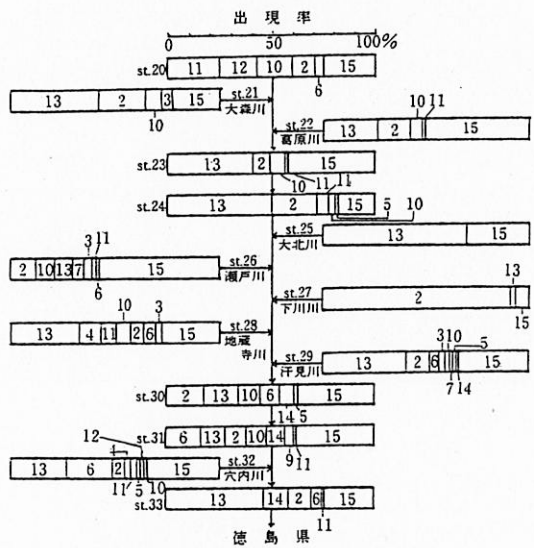 出現率
0 50 100%
st.20 11 12 10 2 15
6
st.21
13 2 3 15
大森川
10
10 11
st.22
13 2 15
葛原川
st.23 13 2 15
10 11 11
st.24 13 2 15
5 10
st.25
13 15
大北川
3 11
st.26
2 10 13 7 15
瀬戸川
6
13
st.27
2
下川川
15
10 3
st.28
13 4 11 2 6 15
地蔵寺川
3 10 5
st.29
13 2 6 15
汗見川
7 14
st.30 2 13 10 6 15
14 5
st.31 6 13 2 10 14 15
9 11
12
4
st.32
13 6 2 15
穴内川
11 5 10
st.33 13 14 2 6 15
11
徳島県